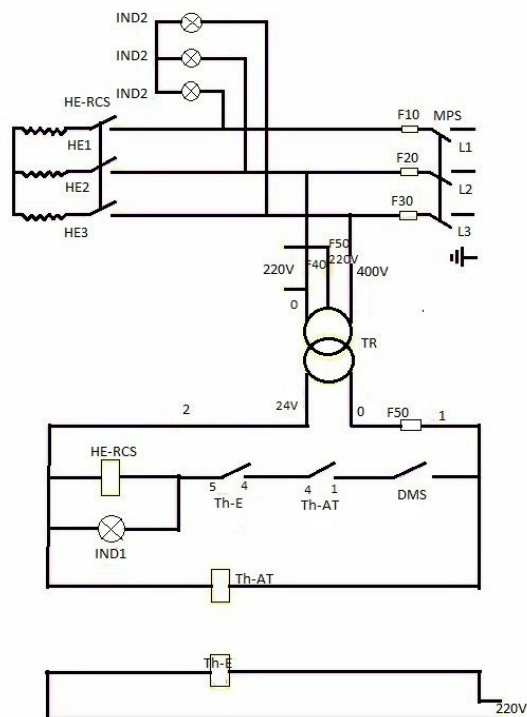 IND2
IND2
IND2
HE-RCS
F10
MPS
HE1
L1
F20
HE2
L2
F30
HE3
L3
F50
220V
F40
220V
400V
0
TR
2
24V
0
F50
1
HE-RCS
5
4
4
1
Th-E
Th-AT
DMS
IND1
Th-AT
Th-E
220V